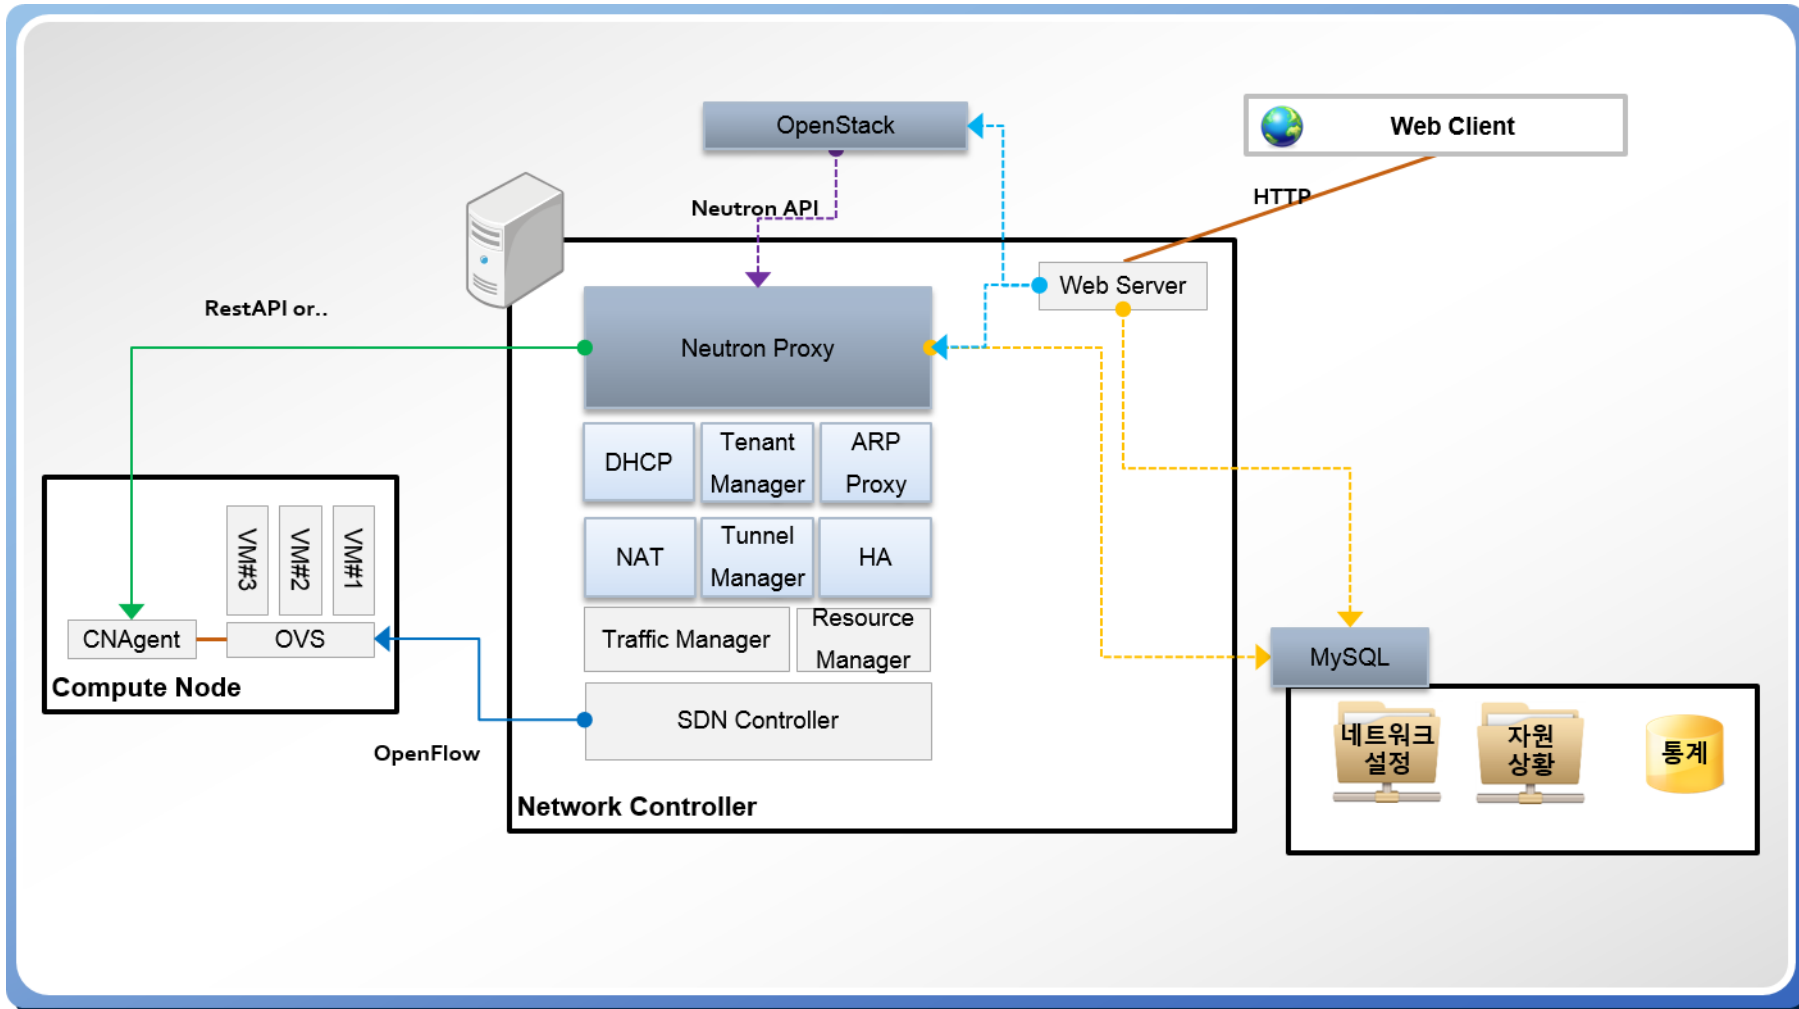 OpenStack
Web Client
HTTP
Neutron API
Web Server
RestAPI or..
Neutron Proxy
DHCP
Tenant
Manager
ARP
Proxy
NAT
Tunnel
Manager
HA
Traffic Manager
Resource
Manager
SDN Controller
Network Controller
VM#3
VM#2
VM#1
CNAgent
OVS
Compute Node
OpenFlow
MySQL
네트워크
설정
자원
상황
통계